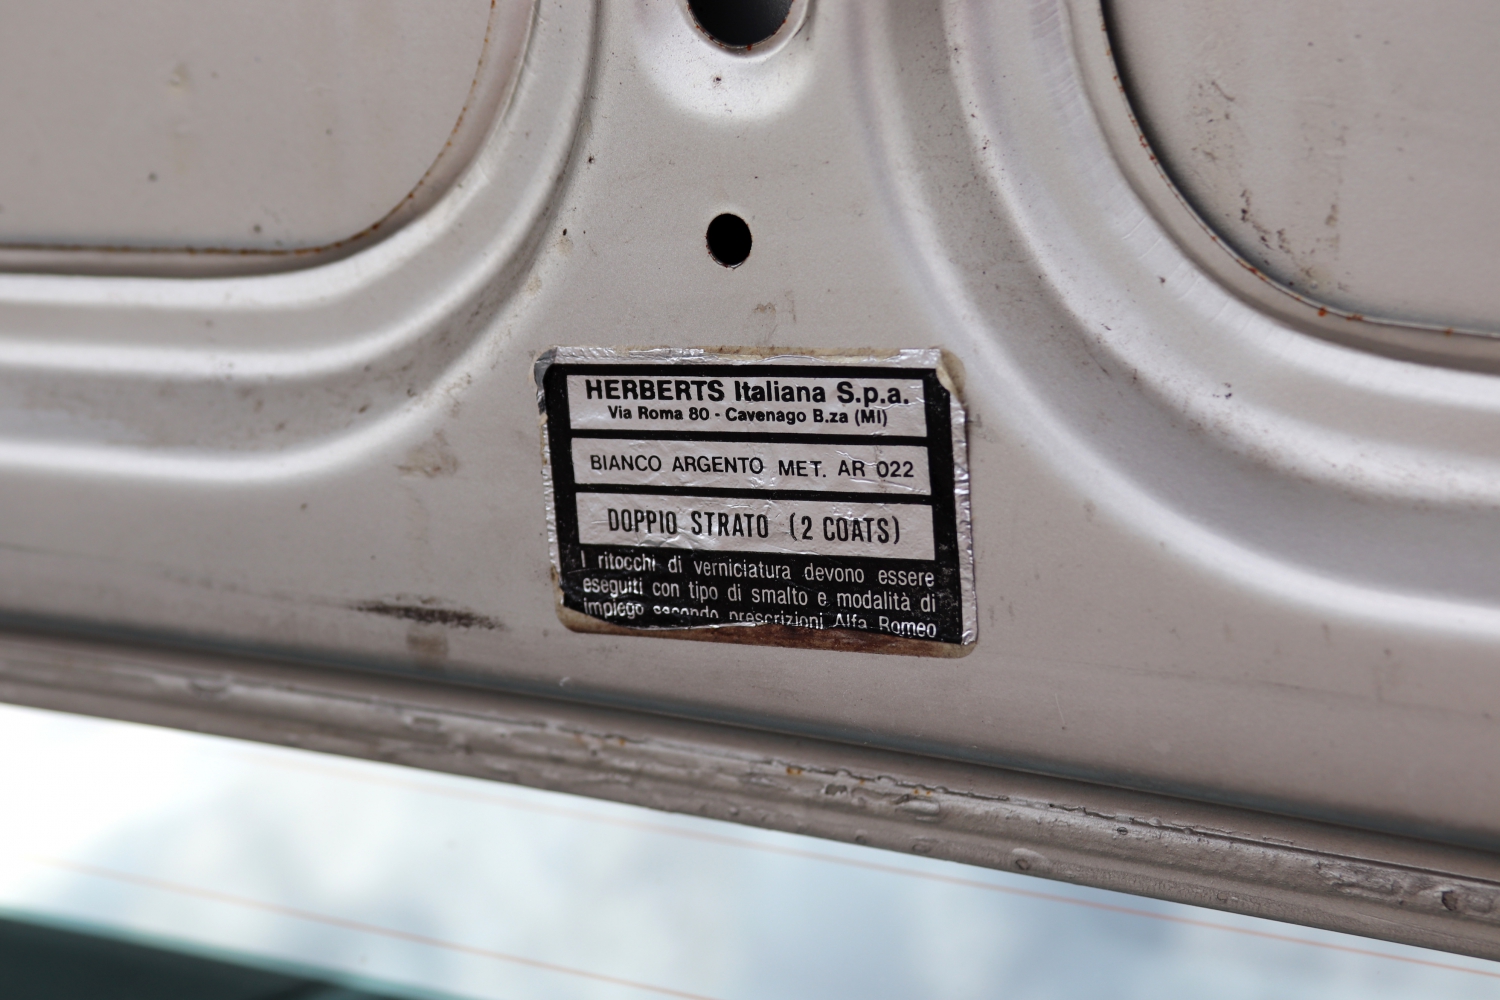 HERBERTS Italiana S.p.a.
Via Roma 80 - Cavenago B.za (MI)
BIANCO ARGENTO MET. AR 022
DOPPIO STRATO (2 COATS)
I ritocchi di verniciatura devono essere
eseguiti con tipo di smalto e modalità di
impiego secondo prescrizioni Alfa Romeo